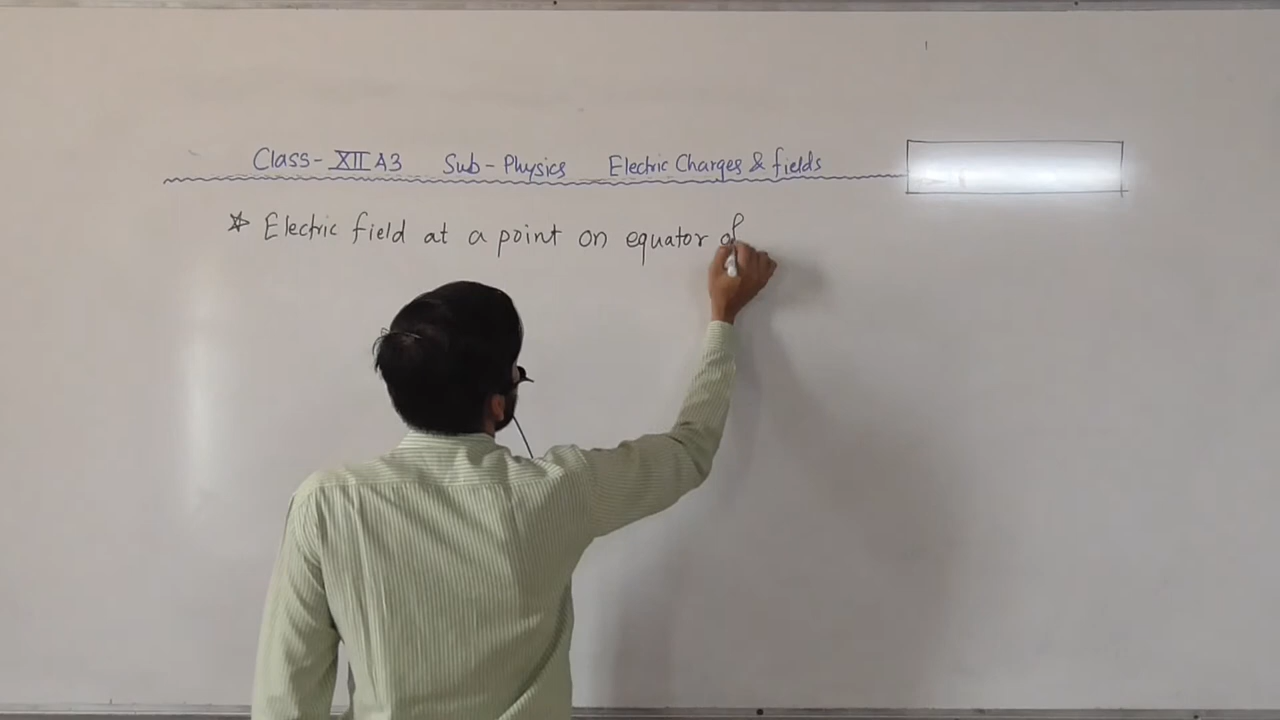 Class-XII A3 Sub-Physics Electric Charges & fields
☆ Electric field at a point on equator of